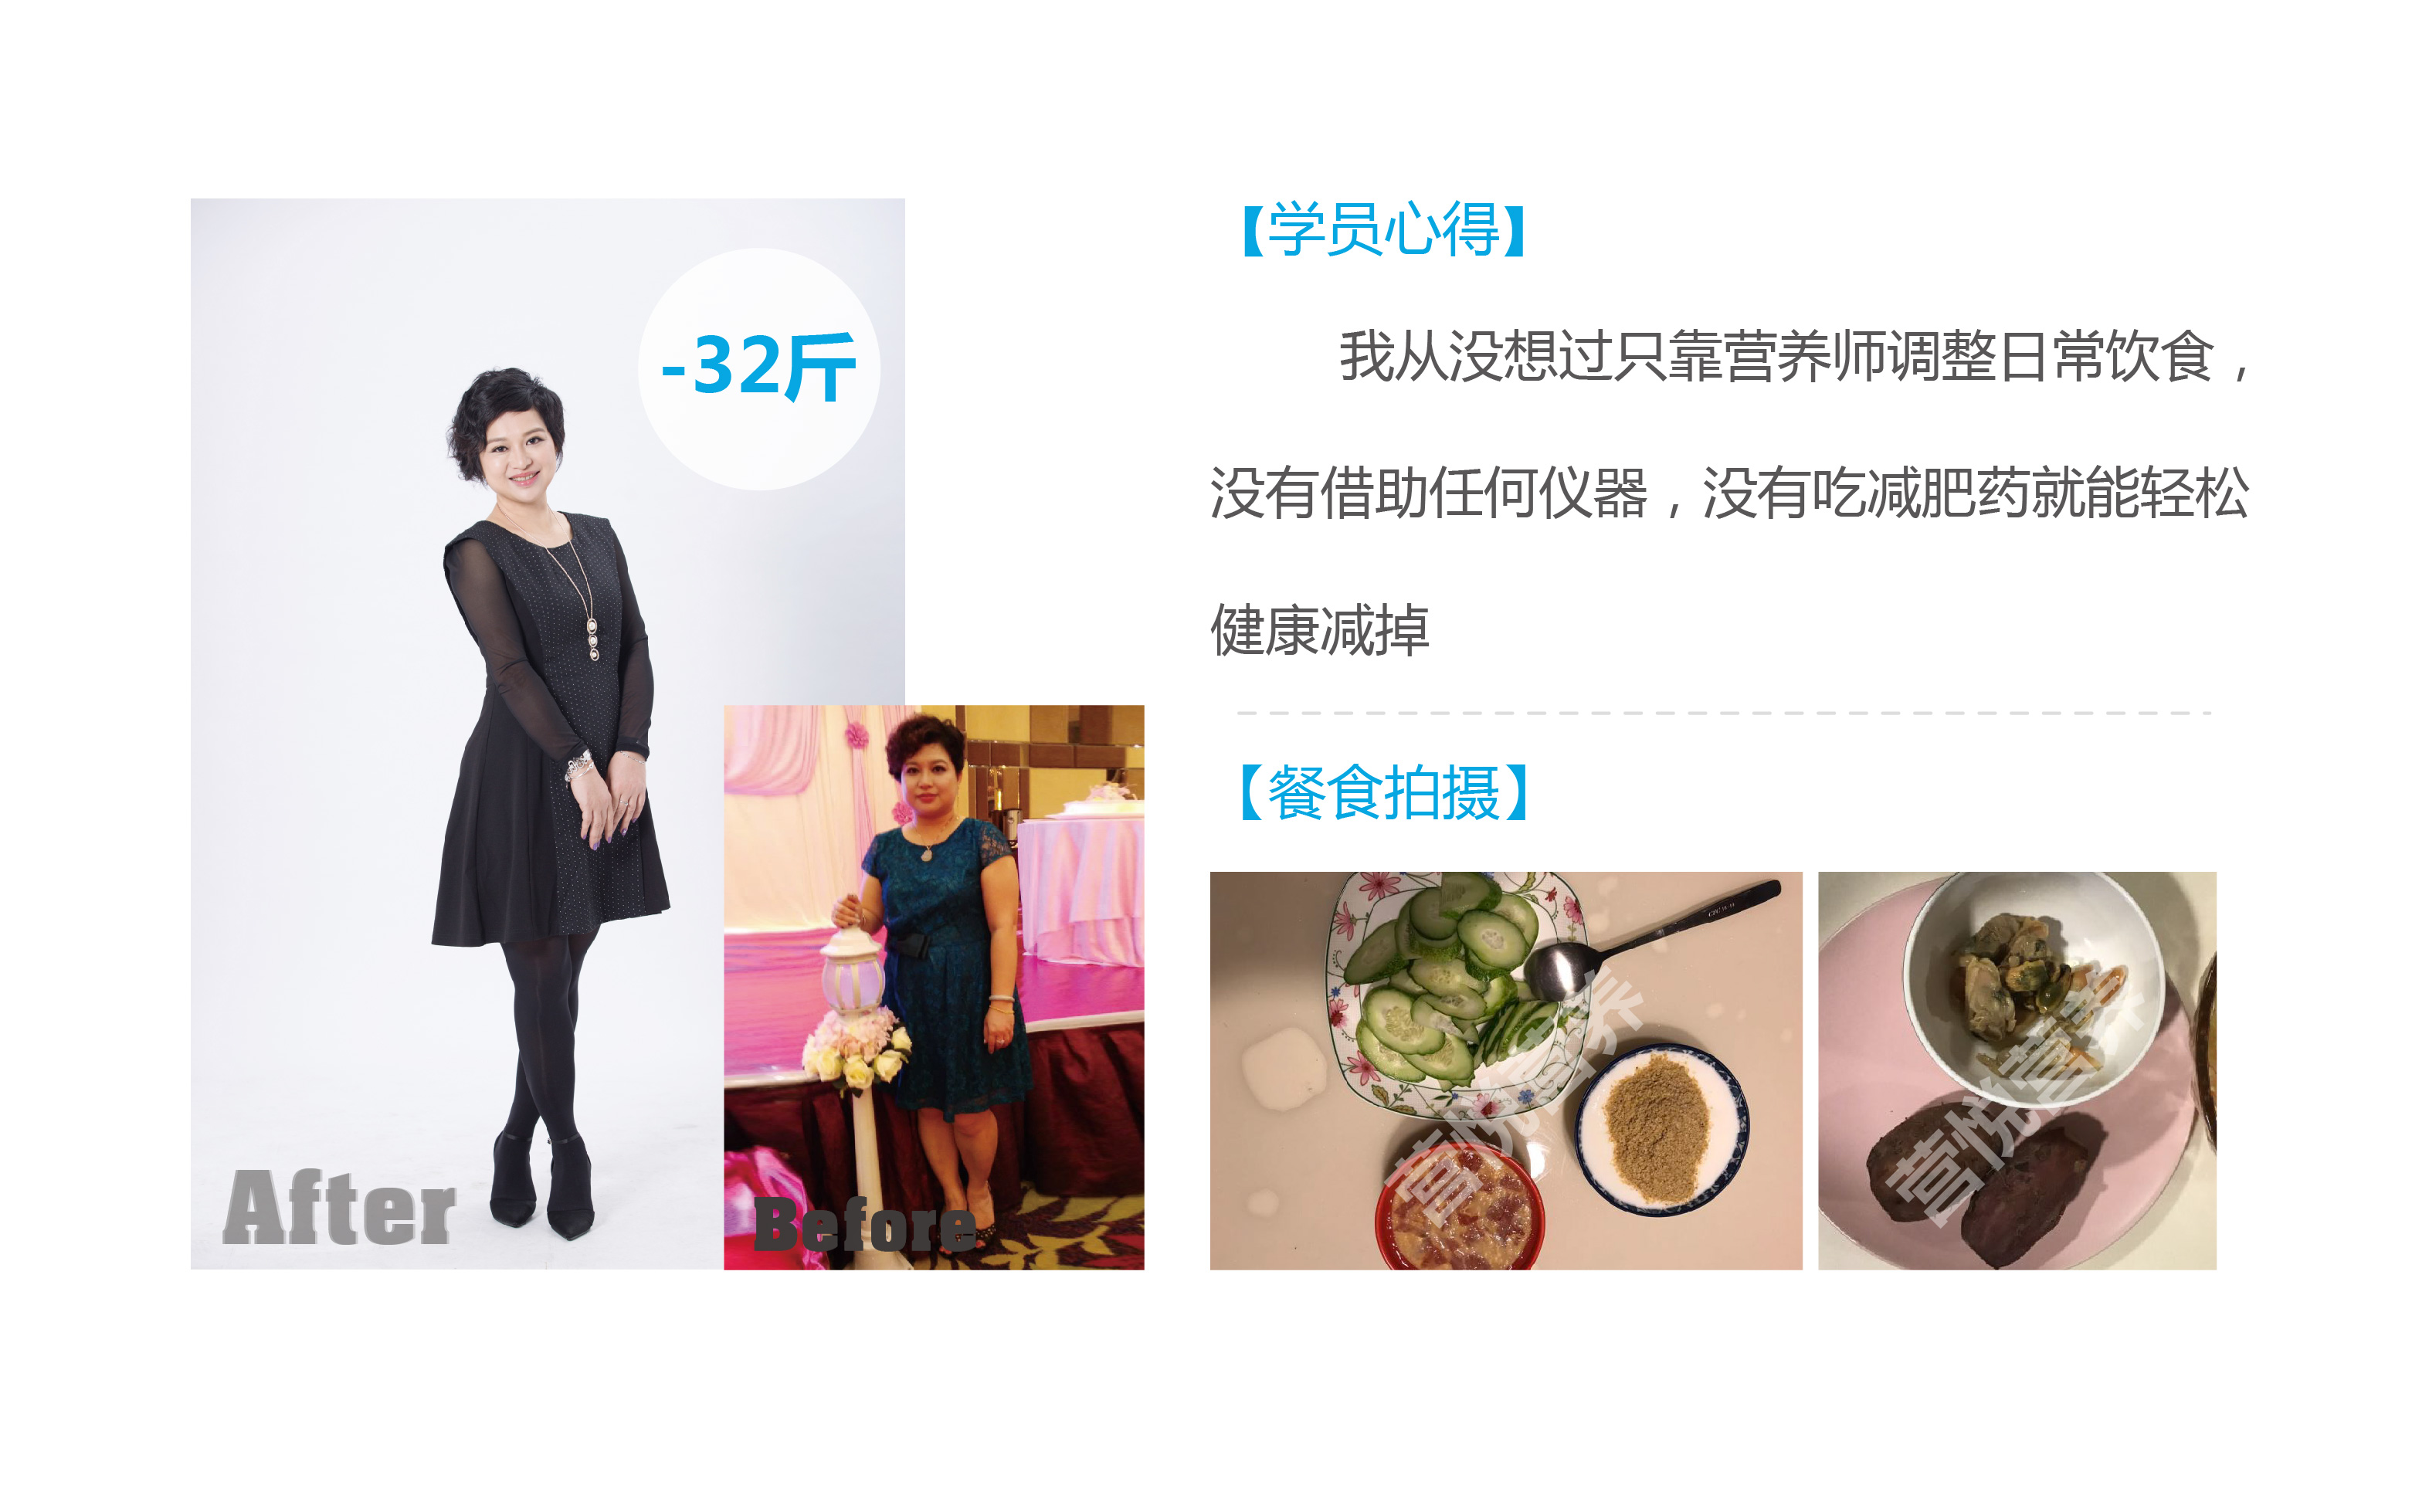 -32斤
After
Before
【学员心得】
我从没想过只靠营养师调整日常饮食，
没有借助任何仪器，没有吃减肥药就能轻松
健康减掉
【餐食拍摄】
营悦营养
营悦营养